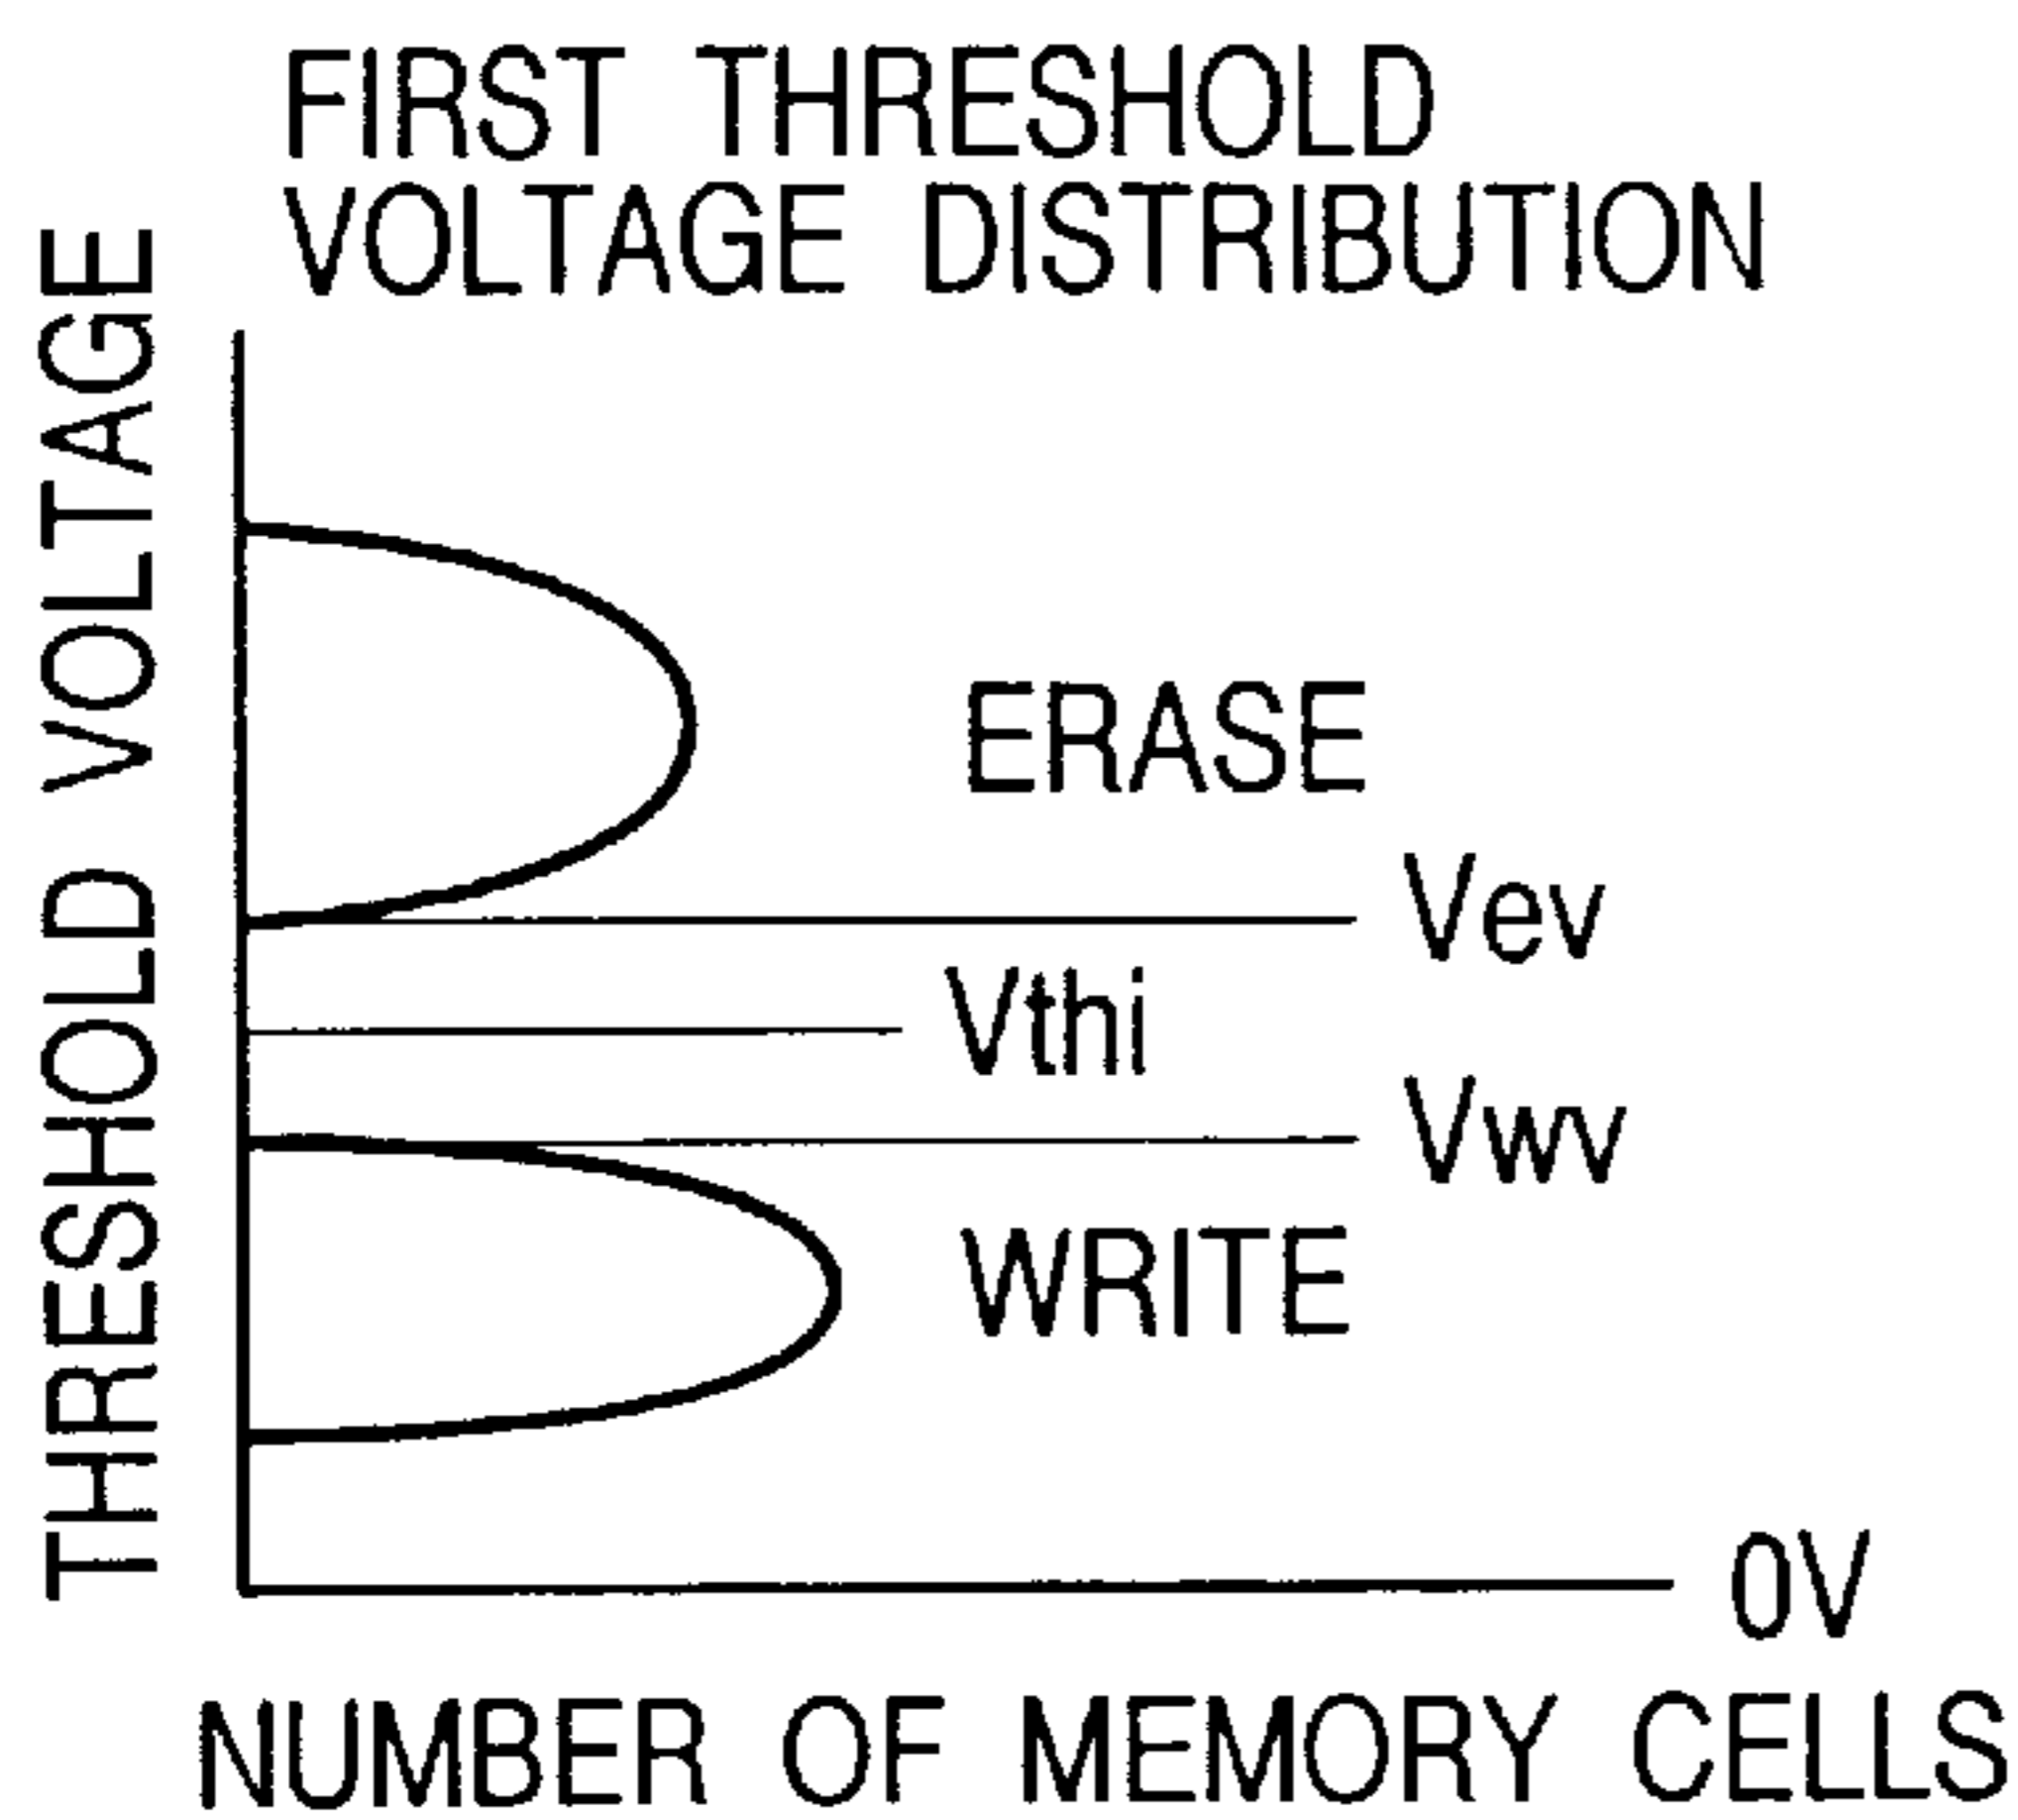 FIRST THRESHOLD
VOLTAGE DISTRIBUTION
THRESHOLD VOLTAGE
ERASE
Vev
Vthi
Vwv
WRITE
0V
NUMBER OF MEMORY CELLS